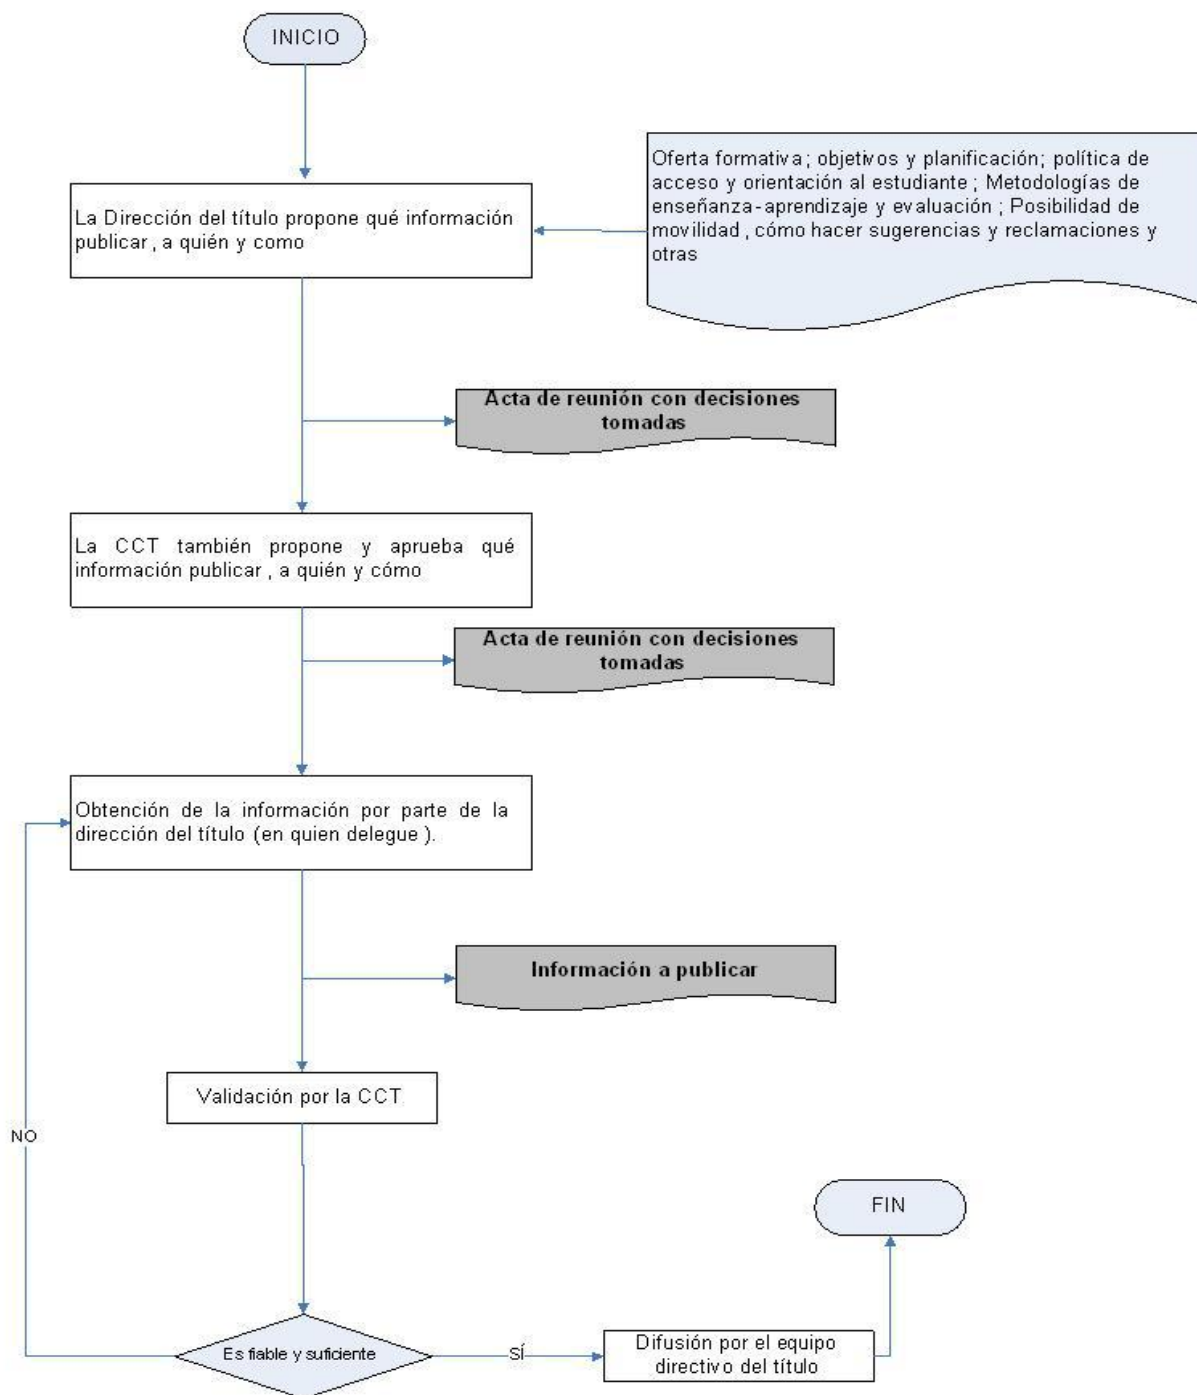 INICIO
Oferta formativa; objetivos y planificación; política de
acceso y orientación al estudiante; Metodologías de
enseñanza-aprendizaje y evaluación; Posibilidad de
movilidad, cómo hacer sugerencias y reclamaciones y
otras
La Dirección del título propone qué información
publicar, a quién y como
Acta de reunión con decisiones
tomadas
La CCT también propone y aprueba qué
información publicar, a quién y cómo
Acta de reunión con decisiones
tomadas
Obtención de la información por parte de la
dirección del título (en quien delegue).
Información a publicar
Validación por la CCT
NO
FIN
Es fiable y suficiente
SÍ
Difusión por el equipo
directivo del título